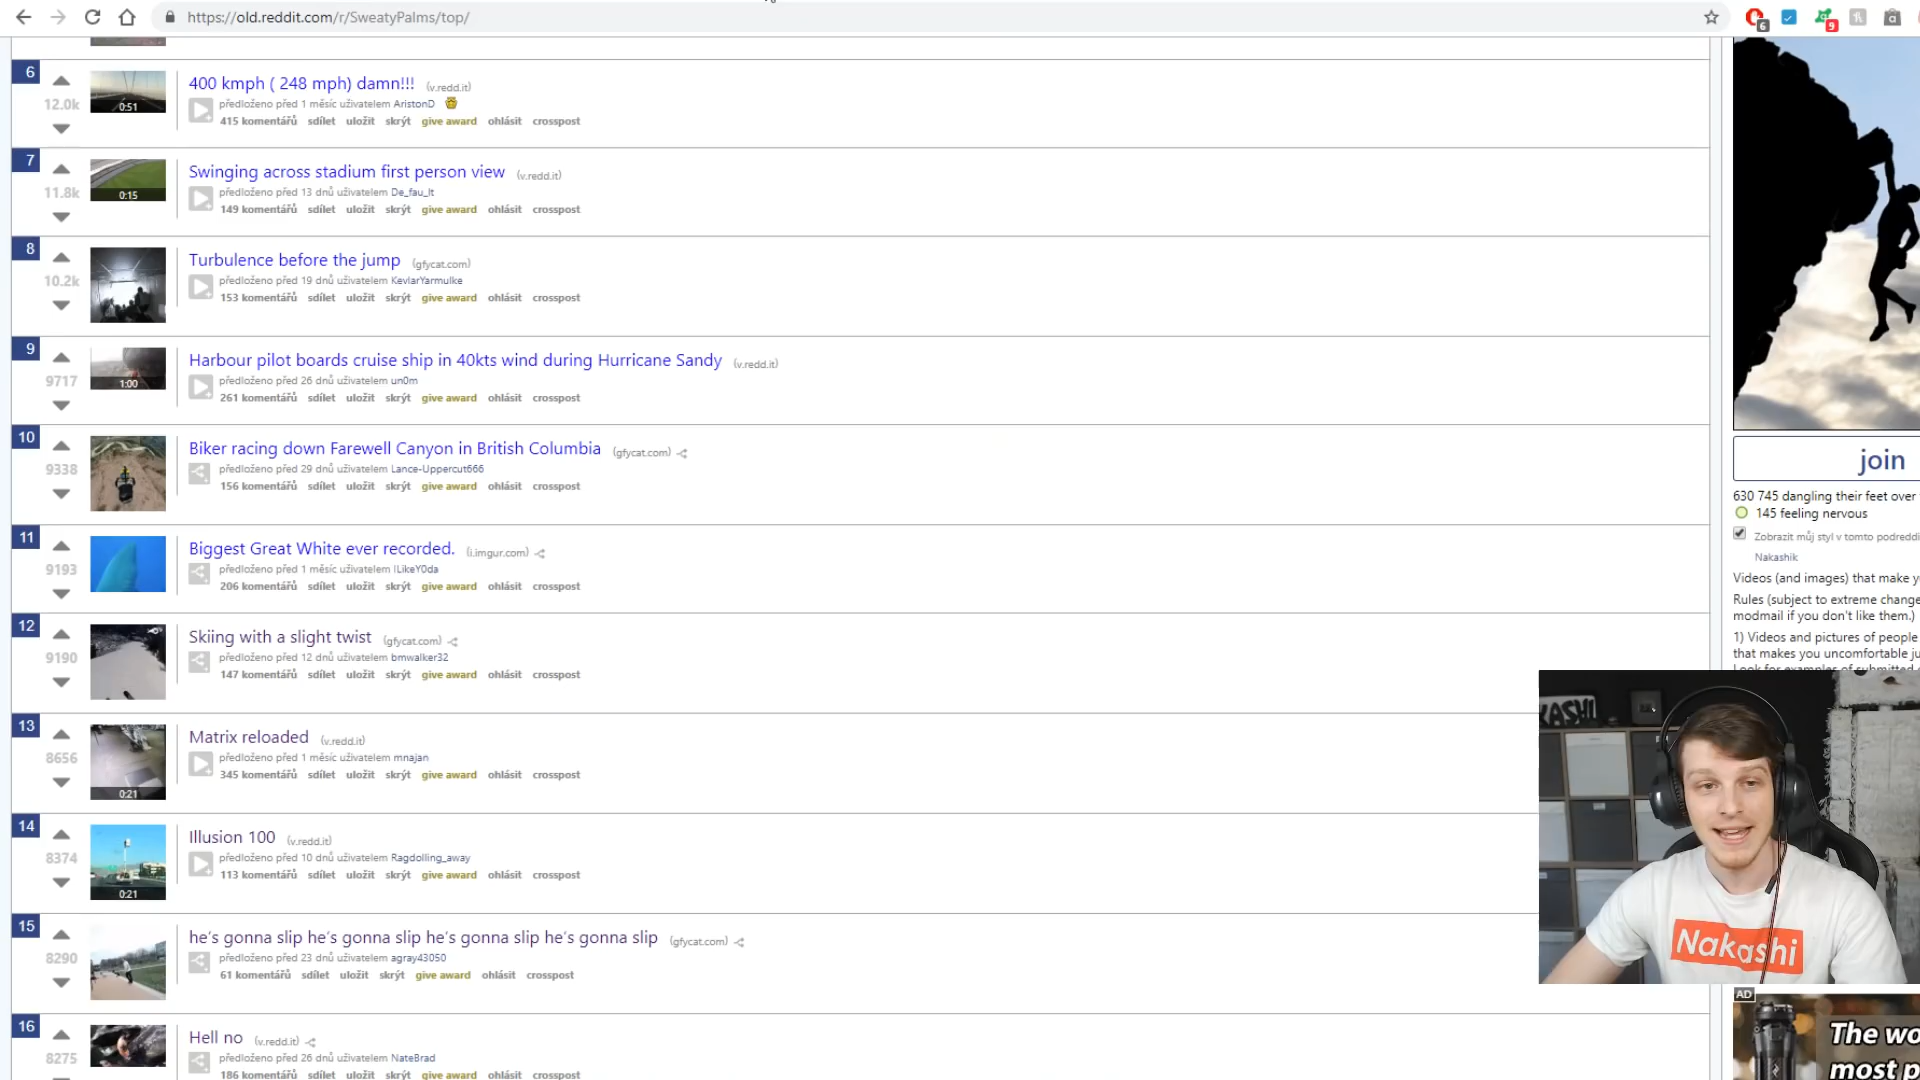 https://old.reddit.com/r/SweatyPalms/top/
6
9
6
12.0k
0:51
400 kmph ( 248 mph) damn!!! (v.redd.it)
předloženo před 1 měsíc uživatelem AristonD
415 komentářů sdílet uložit skrýt give award ohlásit crosspost
7
11.8k
0:15
Swinging across stadium first person view (v.redd.it)
předloženo před 13 dnů uživatelem De_fau_lt
149 komentářů sdílet uložit skrýt give award ohlásit crosspost
8
10.2k
Turbulence before the jump (gfycat.com)
předloženo před 19 dnů uživatelem KevlarYarmulke
153 komentářů sdílet uložit skrýt give award ohlásit crosspost
9
9717
1:00
Harbour pilot boards cruise ship in 40kts wind during Hurricane Sandy (v.redd.it)
předloženo před 26 dnů uživatelem un0m
261 komentářů sdílet uložit skrýt give award ohlásit crosspost
10
9338
Biker racing down Farewell Canyon in British Columbia (gfycat.com)
předloženo před 29 dnů uživatelem Lance-Uppercut666
156 komentářů sdílet uložit skrýt give award ohlásit crosspost
11
9193
Biggest Great White ever recorded. (i.imgur.com)
předloženo před 1 měsíc uživatelem ILikeY0da
206 komentářů sdílet uložit skrýt give award ohlásit crosspost
12
9190
Skiing with a slight twist (gfycat.com)
předloženo před 12 dnů uživatelem bmwalker32
147 komentářů sdílet uložit skrýt give award ohlásit crosspost
13
8656
0:21
Matrix reloaded (v.redd.it)
předloženo před 1 měsíc uživatelem mnajan
345 komentářů sdílet uložit skrýt give award ohlásit crosspost
14
8374
0:21
Illusion 100 (v.redd.it)
předloženo před 10 dnů uživatelem Ragdolling_away
113 komentářů sdílet uložit skrýt give award ohlásit crosspost
15
8290
he's gonna slip he's gonna slip he's gonna slip he's gonna slip (gfycat.com)
předloženo před 23 dnů uživatelem agray43050
61 komentářů sdílet uložit skrýt give award ohlásit crosspost
16
8275
Hell no (v.redd.it)
předloženo před 26 dnů uživatelem NateBrad
186 komentářů sdílet uložit skrýt give award ohlásit crosspost
join
630 745 dangling their feet over
145 feeling nervous
Zobrazit můj styl v tomto podreddi
Nakashik
Videos (and images) that make y
Rules (subject to extreme change
modmail if you don't like them.)
1) Videos and pictures of people
that makes you uncomfortable ju
Look for examples of submitted
KASHI
Nakashi
AD
The wo
most p